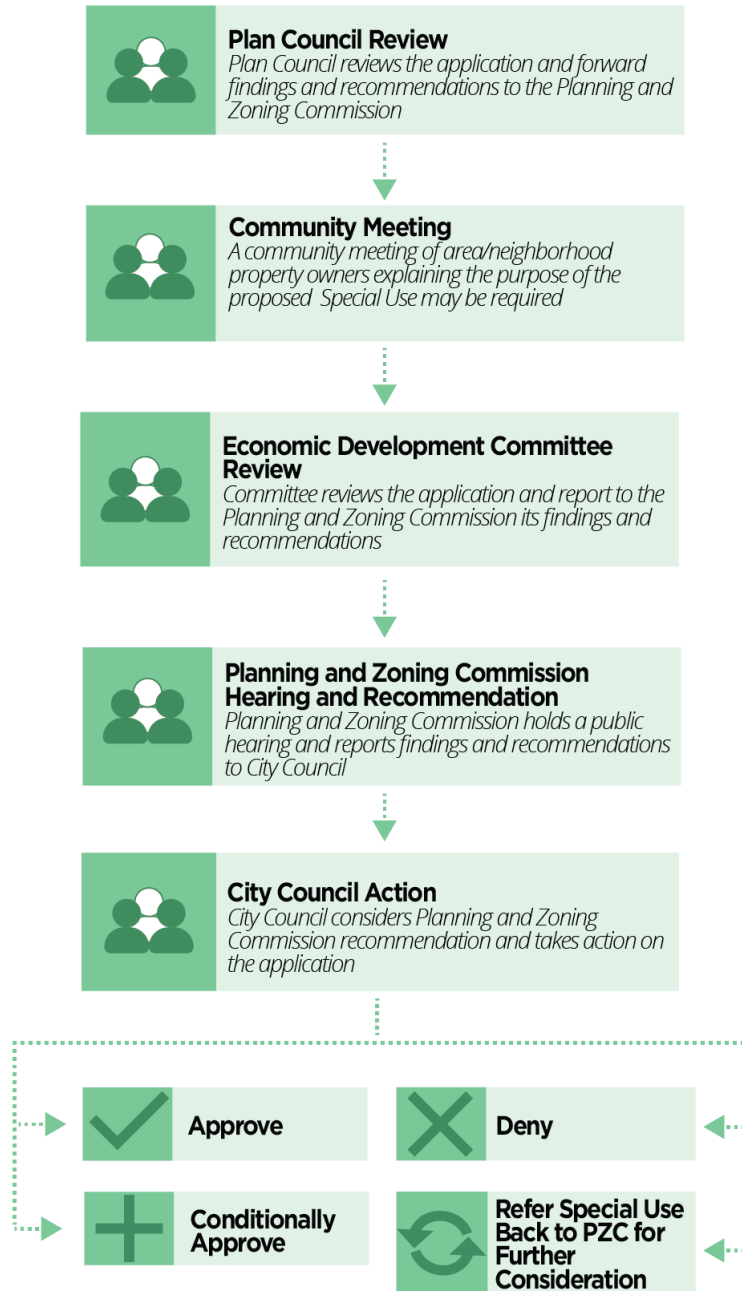 Plan Council Review
Plan Council reviews the application and forward
findings and recommendations to the Planning and
Zoning Commission
Community Meeting
A community meeting of area/neighborhood
property owners explaining the purpose of the
proposed Special Use may be required
Economic Development Committee
Review
Committee reviews the application and report to the
Planning and Zoning Commission its findings and
recommendations
Planning and Zoning Commission
Hearing and Recommendation
Planning and Zoning Commission holds a public
hearing and reports findings and recommendations
to City Council
City Council Action
City Council considers Planning and Zoning
Commission recommendation and takes action on
the application
Approve
Deny
Conditionally
Approve
Refer Special Use
Back to PZC for
Further
Consideration